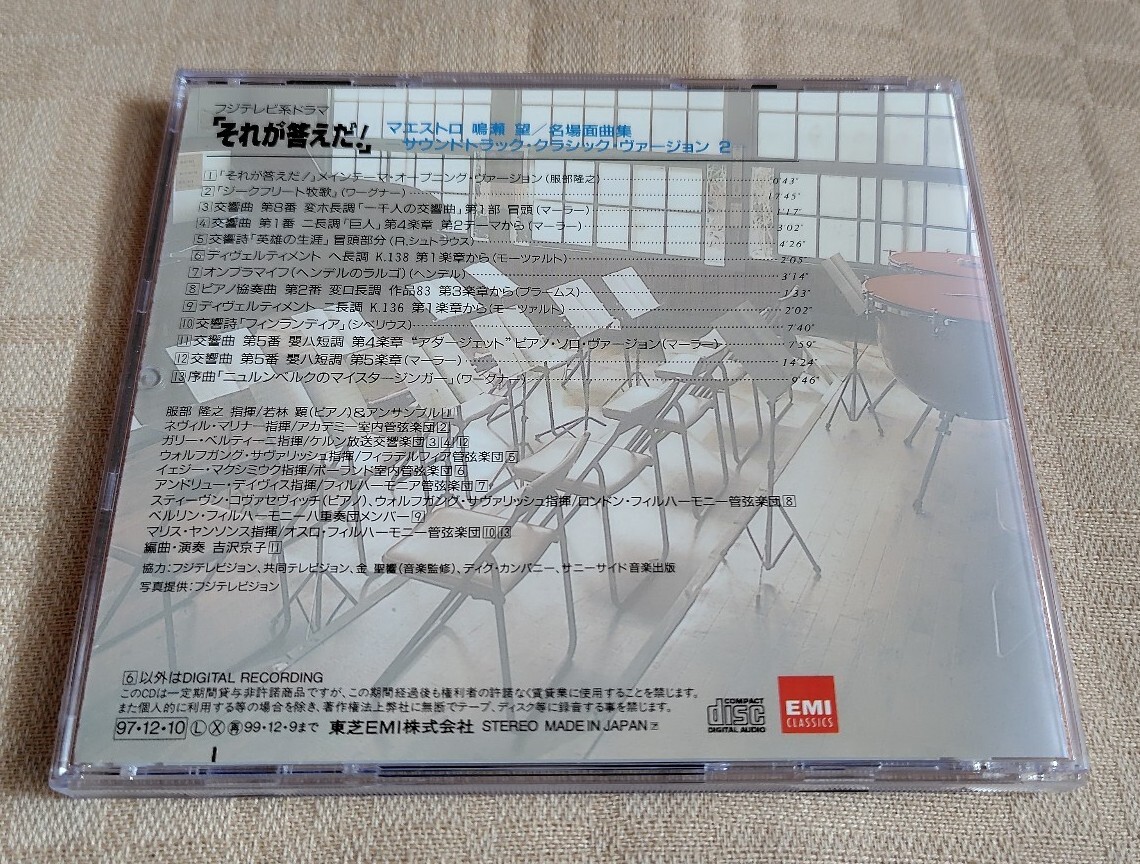 フジテレビ系ドラマ
「それが答えだ!」
マエストロ 鳴瀬 望/名場面曲集
サウンドトラック・クラシック ヴァージョン 2
1 「それが答えだ!」メインテーマ・オープニング・ヴァージョン(服部隆之) 0'43"
2 「ジークフリート牧歌」(ワーグナー) 17'45"
3 交響曲 第8番 変ホ長調「一千人の交響曲」第1部 冒頭(マーラー) 1'17"
4 交響曲 第1番 ニ長調「巨人」第4楽章 第2テーマから(マーラー) 3'02"
5 交響詩「英雄の生涯」冒頭部分(R.シュトラウス) 4'26"
6 ディヴェルティメント ヘ長調 K.138 第1楽章から(モーツァルト) 2'05"
7 オンブラマイフ(ヘンデルのラルゴ)(ヘンデル) 3'14"
8 ピアノ協奏曲 第2番 変ロ長調 作品83 第3楽章から(ブラームス) 1'33"
9 ディヴェルティメント ニ長調 K.136 第1楽章から(モーツァルト) 2'02"
10 交響詩「フィンランディア」(シベリウス) 7'40"
11 交響曲 第5番 嬰ハ短調 第4楽章 "アダージェット" ピアノ・ソロ・ヴァージョン(マーラー) 7'59"
12 交響曲 第5番 嬰ハ短調 第5楽章(マーラー) 14'24"
13 序曲「ニュルンベルクのマイスタージンガー」(ワーグナー) 9'46"
服部 隆之 指揮/若林 顕(ピアノ)&アンサンブル 1
ネヴィル・マリナー指揮/アカデミー室内管弦楽団 2
ガリー・ベルティーニ指揮/ケルン放送交響楽団 3 4 12
ウォルフガング・サヴァリッシュ指揮/フィラデルフィア管弦楽団 5
イェジー・マクシミウク指揮/ポーランド室内管弦楽団 6
アンドリュー・デイヴィス指揮/フィルハーモニア管弦楽団 7
スティーヴン・コヴァセヴィッチ(ピアノ)、ウォルフガング・サヴァリッシュ指揮/ロンドン・フィルハーモニー管弦楽団 8
ベルリン・フィルハーモニー八重奏団メンバー 9
マリス・ヤンソンス指揮/オスロ・フィルハーモニー管弦楽団 10 13
編曲・演奏 吉沢京子 11
協力:フジテレビジョン、共同テレビジョン、金 聖響(音楽監修)、ディグ・カンパニー、サニーサイド音楽出版
写真提供:フジテレビジョン
6 以外はDIGITAL RECORDING
このCDは一定期間貸与非許諾商品ですが、この期間経過後も権利者の許諾なく賃貸業に使用することを禁じます。
また個人的に利用する等の場合を除き、著作権法上弊社に無断でテープ、ディスク等に録音する事を禁じます。
97・12・10 Ⓛ Ⓧ 再 99・12・9まで 東芝EMI株式会社 STEREO MADE IN JAPAN
COMPACT
disc
DIGITAL AUDIO
EMI
CLASSICS